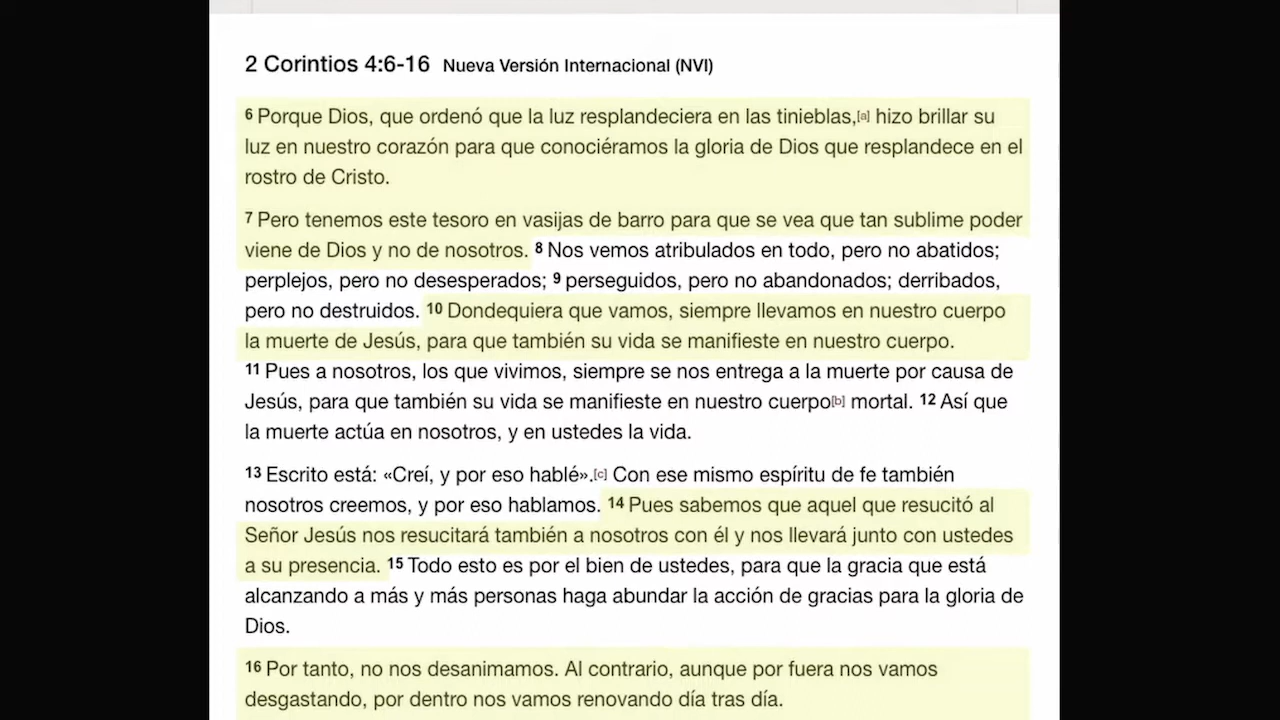 2 Corintios 4:6-16 Nueva Versión Internacional (NVI)
6 Porque Dios, que ordenó que la luz resplandeciera en las tinieblas,[a] hizo brillar su
luz en nuestro corazón para que conociéramos la gloria de Dios que resplandece en el
rostro de Cristo.
7 Pero tenemos este tesoro en vasijas de barro para que se vea que tan sublime poder
viene de Dios y no de nosotros. 8 Nos vemos atribulados en todo, pero no abatidos;
perplejos, pero no desesperados; 9 perseguidos, pero no abandonados; derribados,
pero no destruidos. 10 Dondequiera que vamos, siempre llevamos en nuestro cuerpo
la muerte de Jesús, para que también su vida se manifieste en nuestro cuerpo.
11 Pues a nosotros, los que vivimos, siempre se nos entrega a la muerte por causa de
Jesús, para que también su vida se manifieste en nuestro cuerpo[b] mortal. 12 Así que
la muerte actúa en nosotros, y en ustedes la vida.
13 Escrito está: «Creí, y por eso hablé».[c] Con ese mismo espíritu de fe también
nosotros creemos, y por eso hablamos. 14 Pues sabemos que aquel que resucitó al
Señor Jesús nos resucitará también a nosotros con él y nos llevará junto con ustedes
a su presencia. 15 Todo esto es por el bien de ustedes, para que la gracia que está
alcanzando a más y más personas haga abundar la acción de gracias para la gloria de
Dios.
16 Por tanto, no nos desanimamos. Al contrario, aunque por fuera nos vamos
desgastando, por dentro nos vamos renovando día tras día.